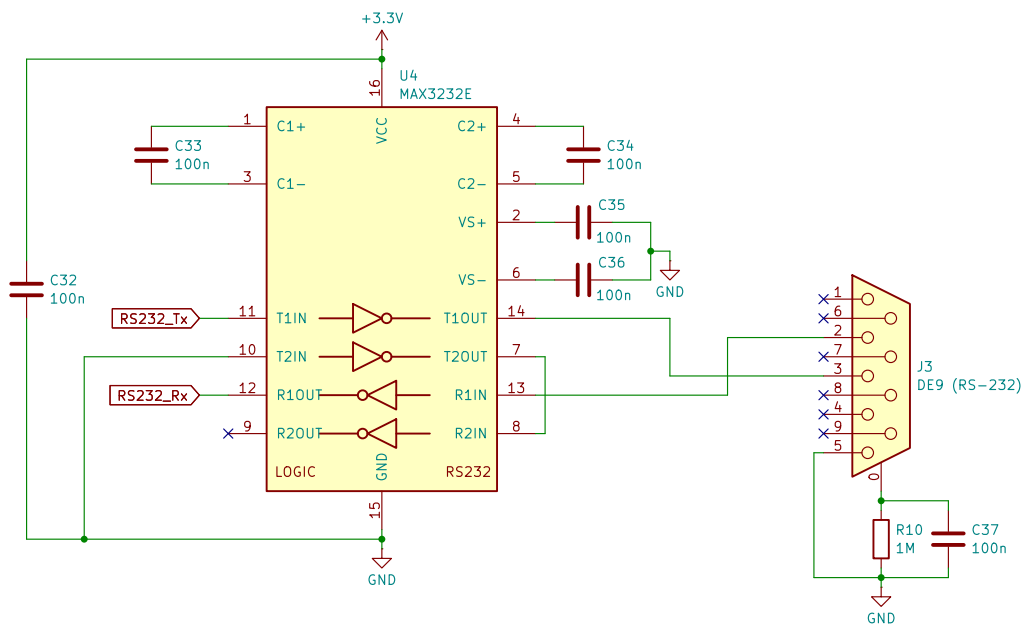 +3.3V
U4
MAX3232E
16
VCC
1
C1+
C2+
4
C33
100n
C34
100n
3
C1-
C2-
5
VS+
2
C35
100n
C36
100n
VS-
6
GND
C32
100n
RS232_Tx
11
T1IN
T1OUT
14
10
T2IN
T2OUT
7
RS232_Rx
12
R1OUT
R1IN
13
9
R2OUT
R2IN
8
LOGIC
GND
RS232
15
GND
1
6
2
7
3
8
4
9
5
J3
DE9 (RS-232)
0
R10
1M
C37
100n
GND